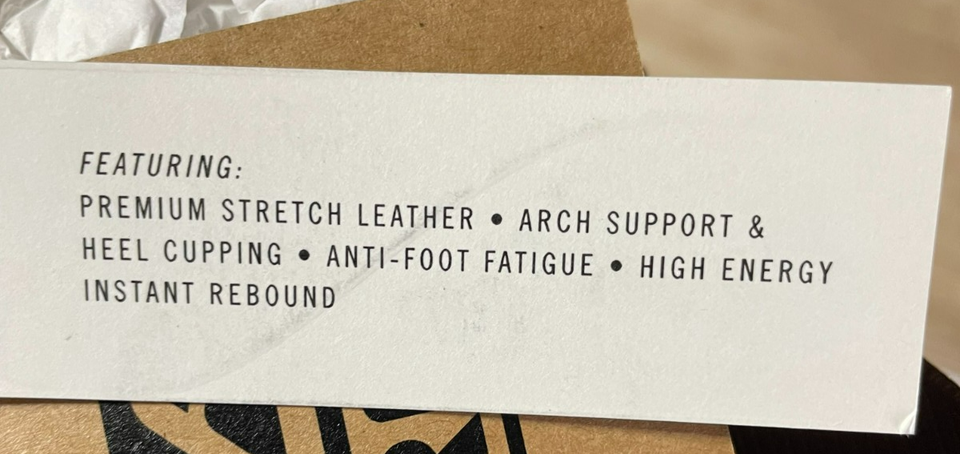 FEATURING:
PREMIUM STRETCH LEATHER • ARCH SUPPORT &
HEEL CUPPING • ANTI-FOOT FATIGUE • HIGH ENERGY
INSTANT REBOUND